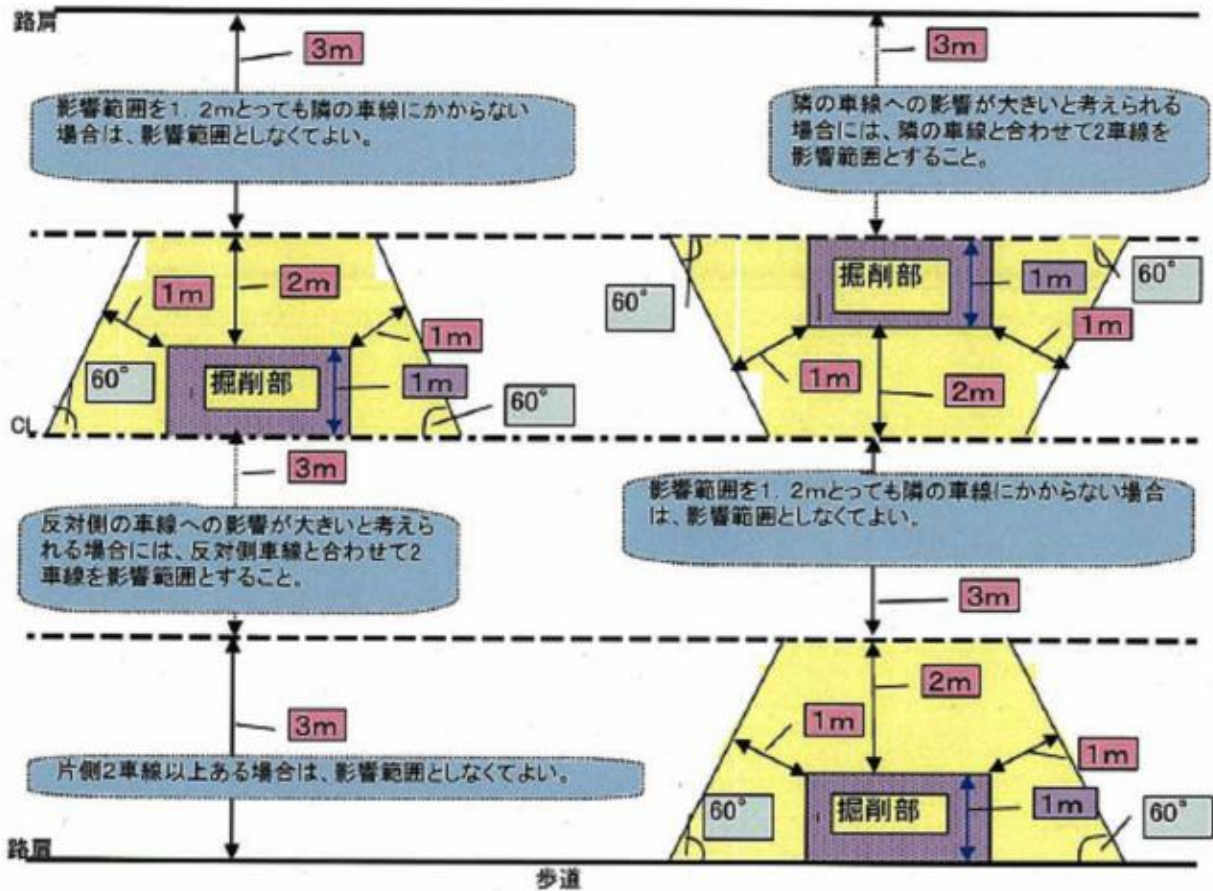 路肩
3m
3m
影響範囲を1．2mとっても隣の車線にかからない
場合は、影響範囲としなくてよい。
隣の車線への影響が大きいと考えられる
場合には、隣の車線と合わせて2車線を
影響範囲とすること。
1m
2m
1m
60°
掘削部
1m
60°
掘削部
1m
60°
60°
1m
1m
2m
CL
3m
反対側の車線への影響が大きいと考えら
れる場合には、反対側車線と合わせて2
車線を影響範囲とすること。
影響範囲を1．2mとっても隣の車線にかからない場合
は、影響範囲としなくてよい。
3m
3m
片側2車線以上ある場合は、影響範囲としなくてよい。
2m
1m
1m
60°
掘削部
1m
60°
路肩
歩道